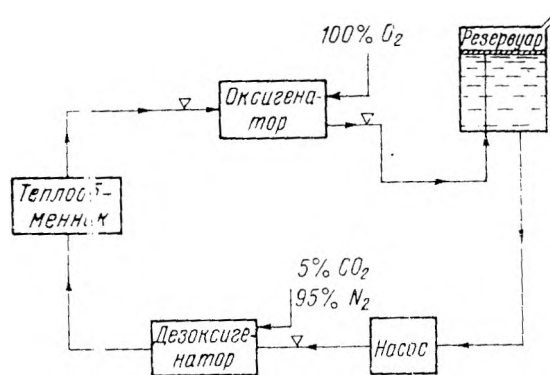 100% O₂
Резервуар
Оксигена-
тор
Теплооб-
менник
5% CO₂
95% N₂
Дезоксиге-
натор
Насос